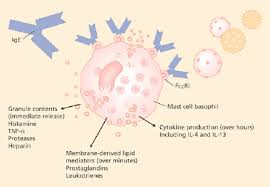 IgE
FcεRI
Mast cell basophil
Granule contents
(immediate release)
Histamine
TNF-α
Proteases
Heparin
Membrane-derived lipid
mediators (over minutes)
Prostaglandins
Leukotrienes
Cytokine production (over hours)
Including IL-4 and IL-13